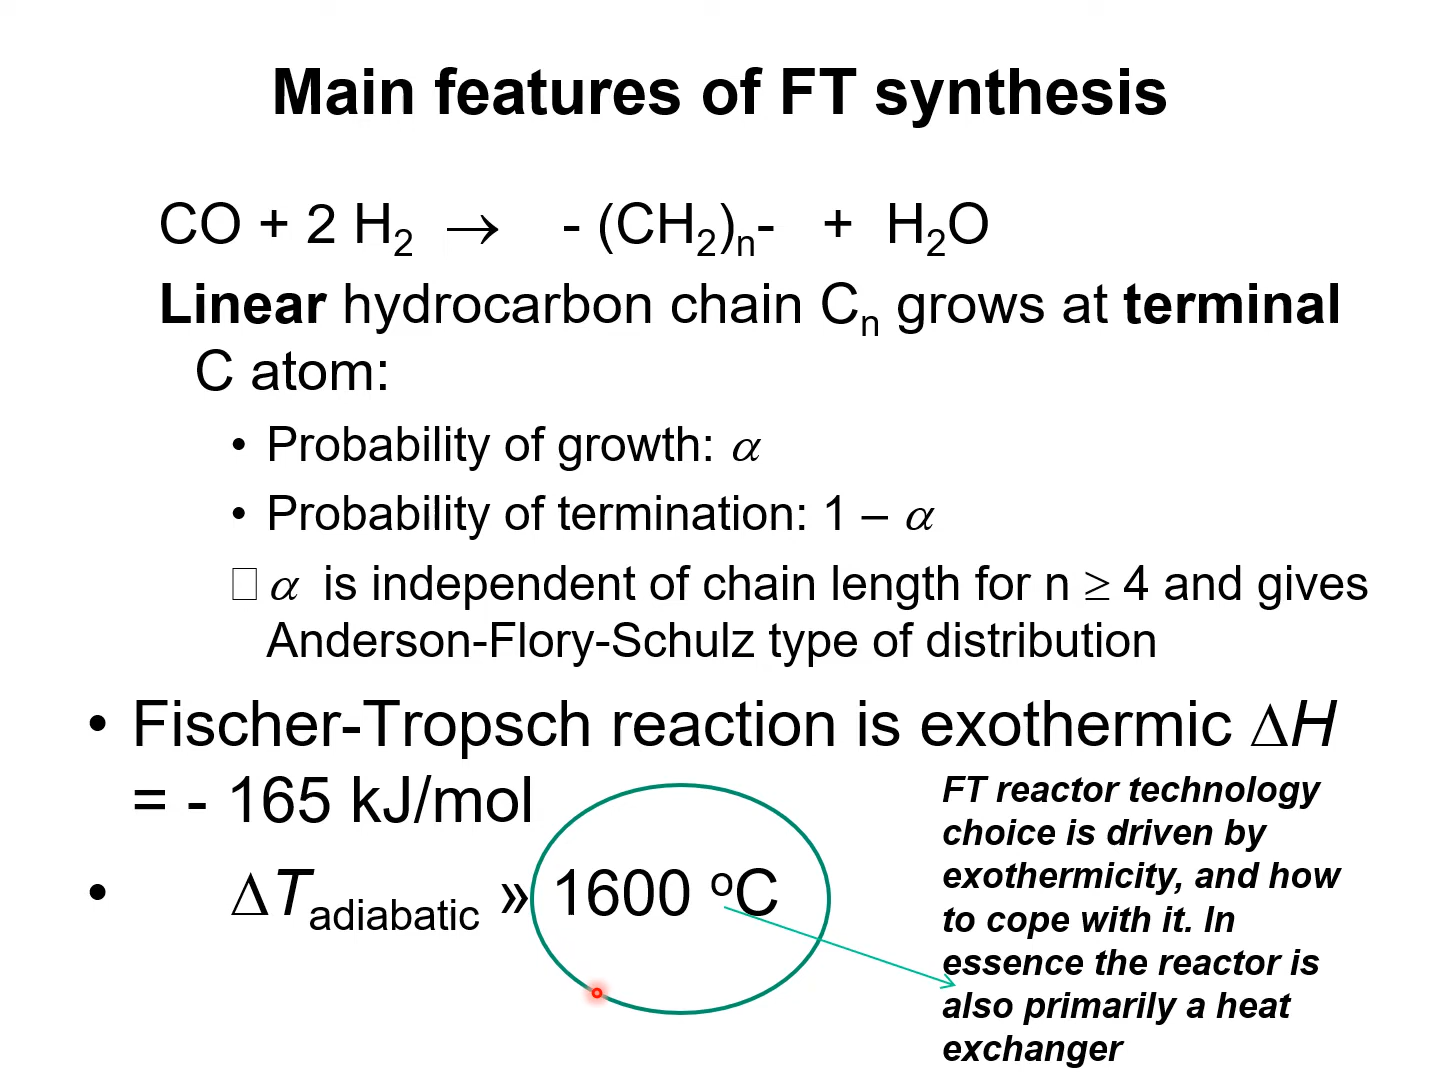 Main features of FT synthesis
CO + 2 H₂ → - (CH₂)ₙ- + H₂O
Linear hydrocarbon chain Cₙ grows at terminal
C atom:
• Probability of growth: α
• Probability of termination: 1 – α
□ α is independent of chain length for n ≥ 4 and gives
Anderson-Flory-Schulz type of distribution
• Fischer-Tropsch reaction is exothermic ΔH
= - 165 kJ/mol
• ΔTadiabatic » 1600 ºC
FT reactor technology
choice is driven by
exothermicity, and how
to cope with it. In
essence the reactor is
also primarily a heat
exchanger